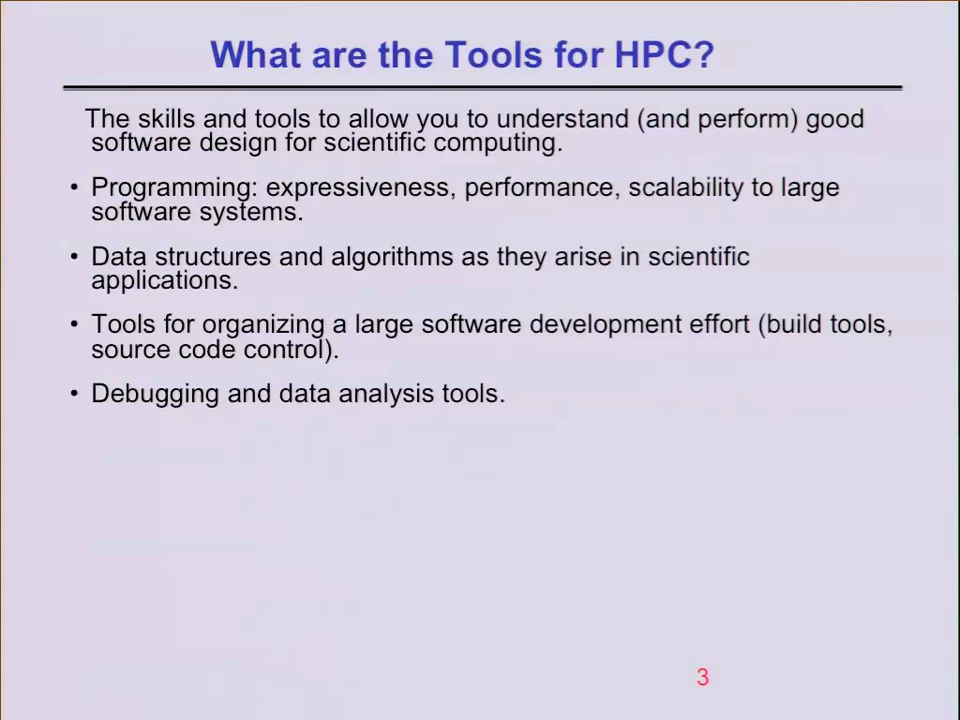 What are the Tools for HPC?
The skills and tools to allow you to understand (and perform) good
software design for scientific computing.
• Programming: expressiveness, performance, scalability to large
software systems.
• Data structures and algorithms as they arise in scientific
applications.
• Tools for organizing a large software development effort (build tools,
source code control).
• Debugging and data analysis tools.
3